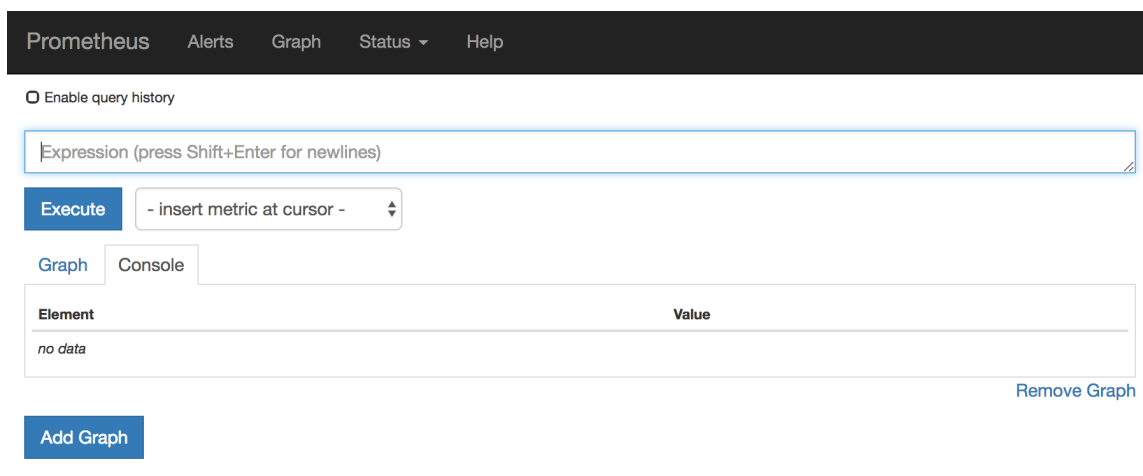 Prometheus Alerts Graph Status Help
Enable query history
Expression (press Shift+Enter for newlines)
Execute - insert metric at cursor -
Graph Console
Element Value
no data
Remove Graph
Add Graph